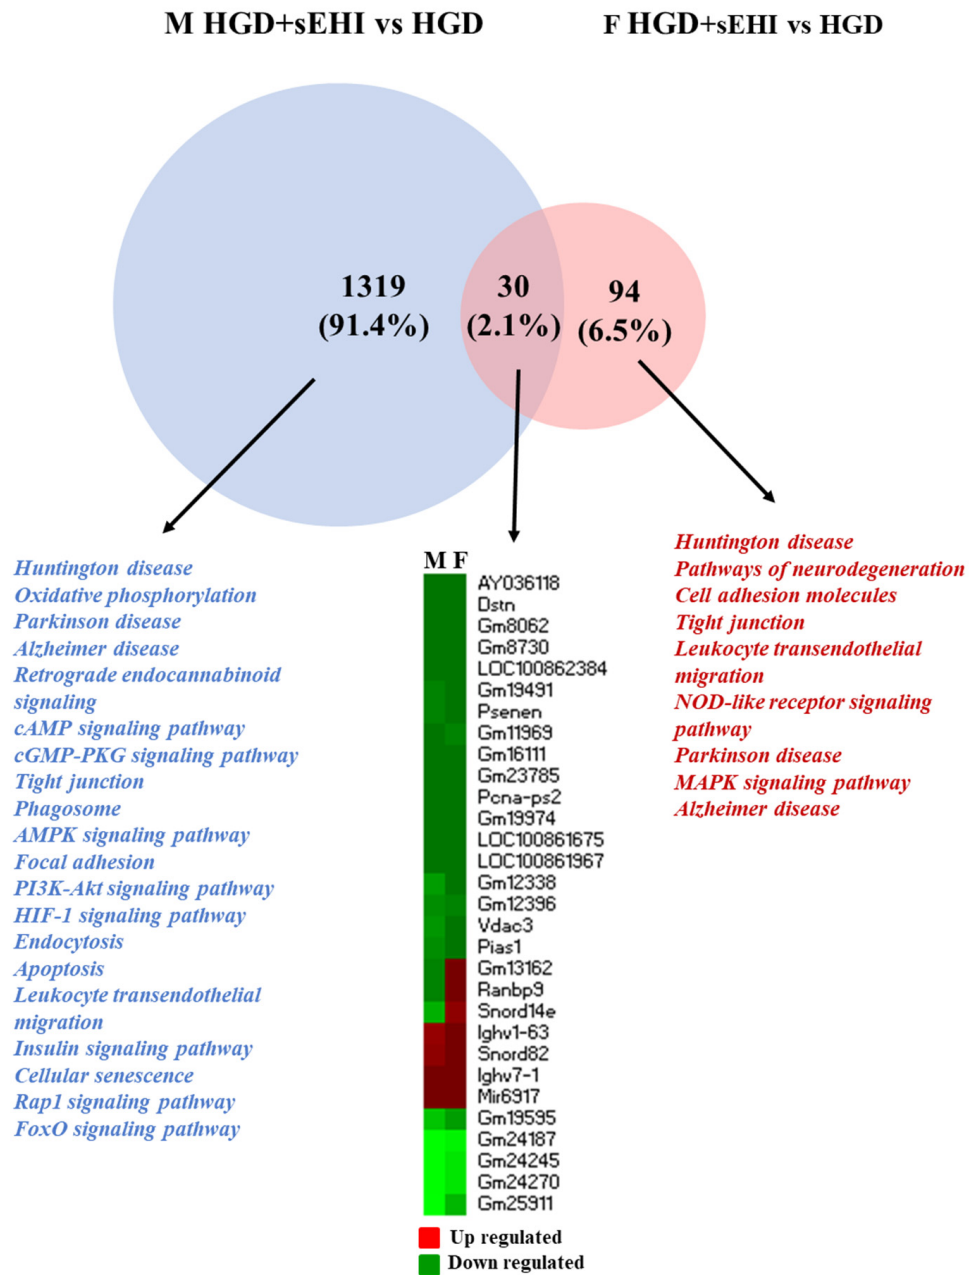 M HGD+sEHI vs HGD
F HGD+sEHI vs HGD
1319
(91.4%)
30
(2.1%)
94
(6.5%)
Huntington disease
Oxidative phosphorylation
Parkinson disease
Alzheimer disease
Retrograde endocannabinoid
signaling
cAMP signaling pathway
cGMP-PKG signaling pathway
Tight junction
Phagosome
AMPK signaling pathway
Focal adhesion
PI3K-Akt signaling pathway
HIF-1 signaling pathway
Endocytosis
Apoptosis
Leukocyte transendothelial
migration
Insulin signaling pathway
Cellular senescence
Rap1 signaling pathway
FoxO signaling pathway
M F
AY036118
Dstn
Gm8062
Gm8730
LOC100862384
Gm19491
Psenen
Gm11969
Gm16111
Gm23785
Pcna-ps2
Gm19974
LOC100861675
LOC100861967
Gm12338
Gm12396
Vdac3
Pias1
Gm13162
Ranbp9
Snord14e
Ighv1-63
Snord82
Ighv7-1
Mir6917
Gm19595
Gm24187
Gm24245
Gm24270
Gm25911
Up regulated
Down regulated
Huntington disease
Pathways of neurodegeneration
Cell adhesion molecules
Tight junction
Leukocyte transendothelial
migration
NOD-like receptor signaling
pathway
Parkinson disease
MAPK signaling pathway
Alzheimer disease